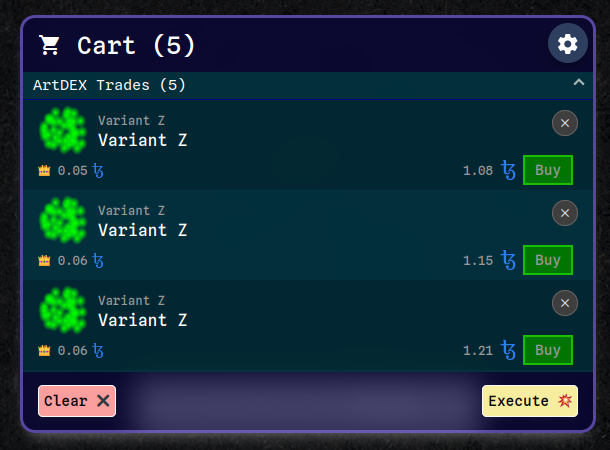 Cart (5)
ArtDEX Trades (5)
Variant Z
Variant Z
0.05 ꜩ 1.08 ꜩ Buy
Variant Z
Variant Z
0.06 ꜩ 1.15 ꜩ Buy
Variant Z
Variant Z
0.06 ꜩ 1.21 ꜩ Buy
Clear Execute